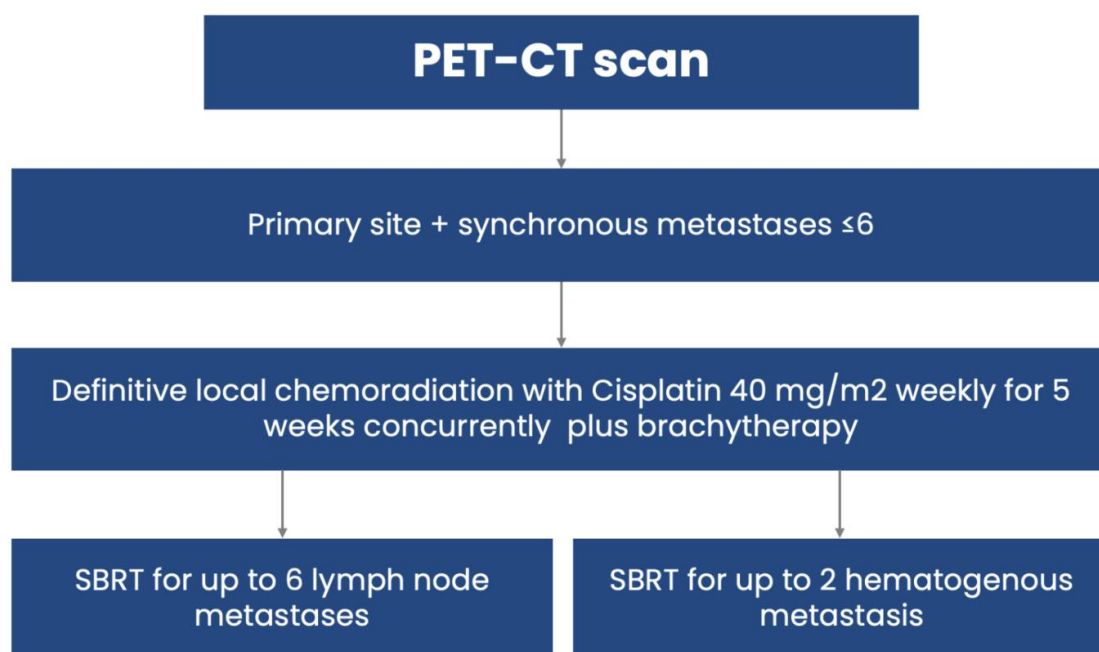 PET-CT scan
Primary site + synchronous metastases ≤6
Definitive local chemoradiation with Cisplatin 40 mg/m2 weekly for 5
weeks concurrently plus brachytherapy
SBRT for up to 6 lymph node
metastases
SBRT for up to 2 hematogenous
metastasis